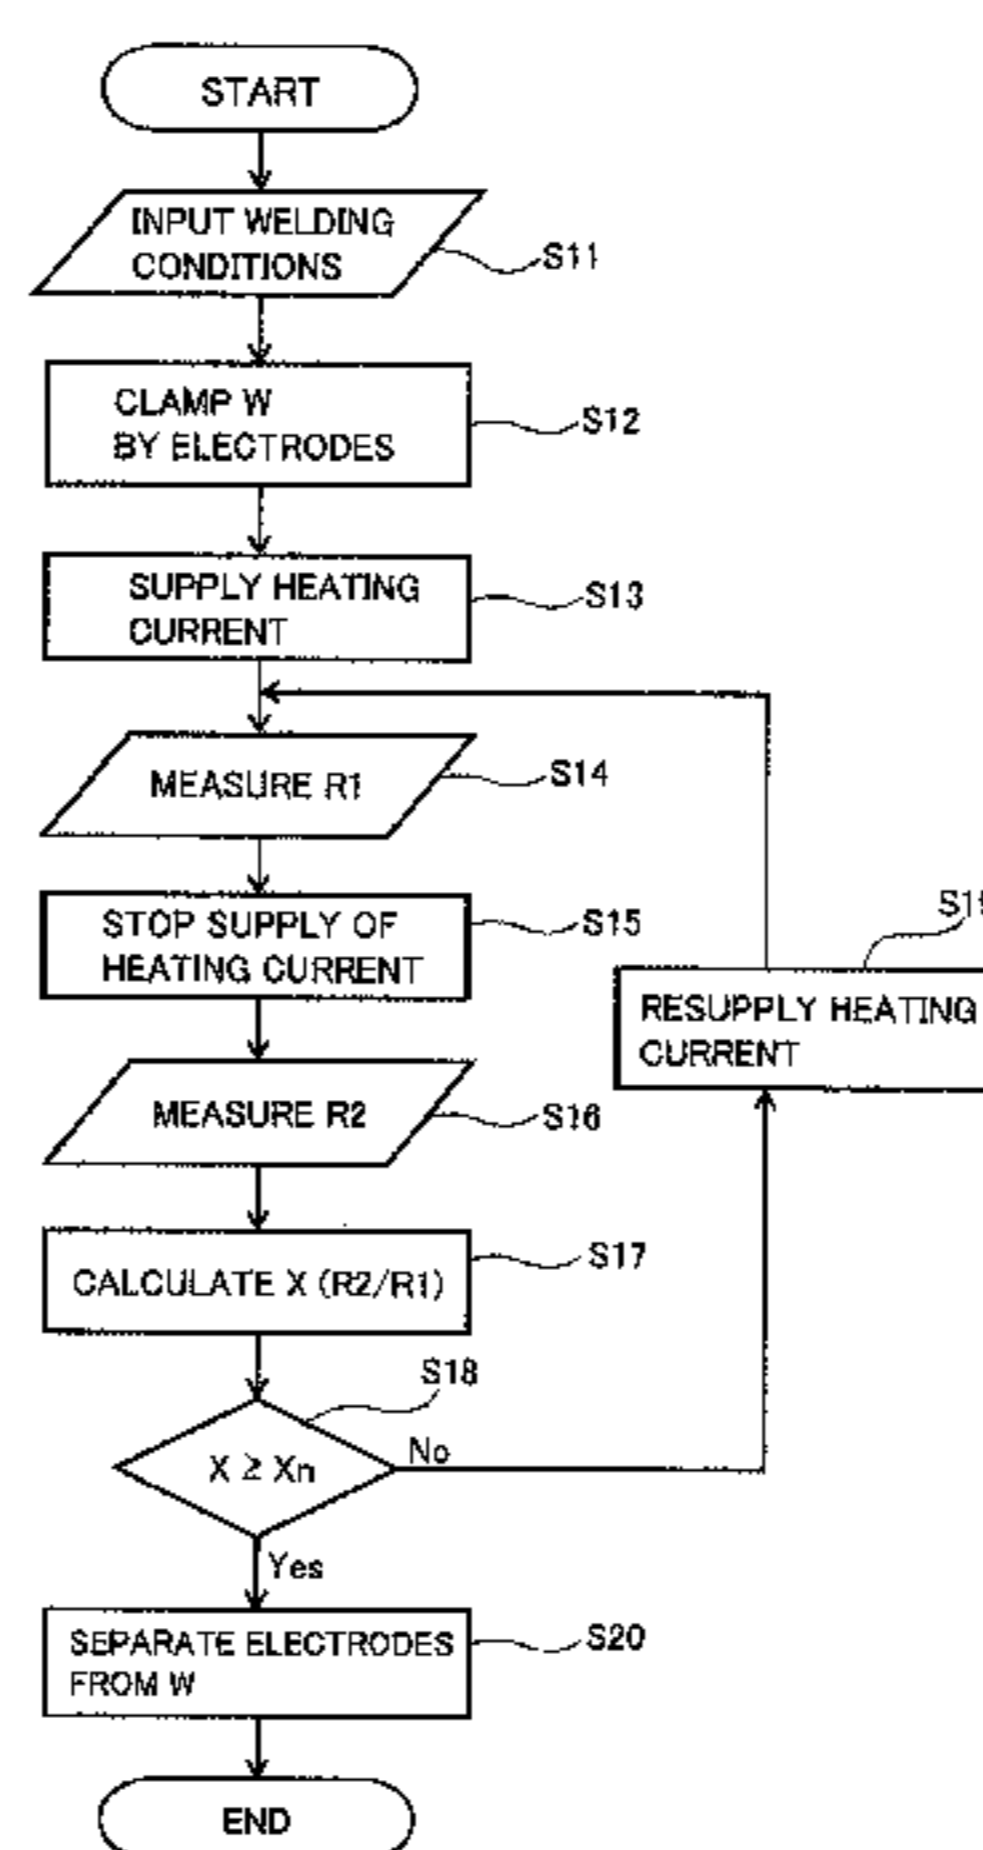 START
INPUT WELDING
CONDITIONS
S11
CLAMP W
BY ELECTRODES
S12
SUPPLY HEATING
CURRENT
S13
MEASURE R1
S14
STOP SUPPLY OF
HEATING CURRENT
S15
MEASURE R2
S16
CALCULATE X (R2/R1)
S17
X ≥ Xn
S18
No
RESUPPLY HEATING
CURRENT
Yes
SEPARATE ELECTRODES
FROM W
S20
END